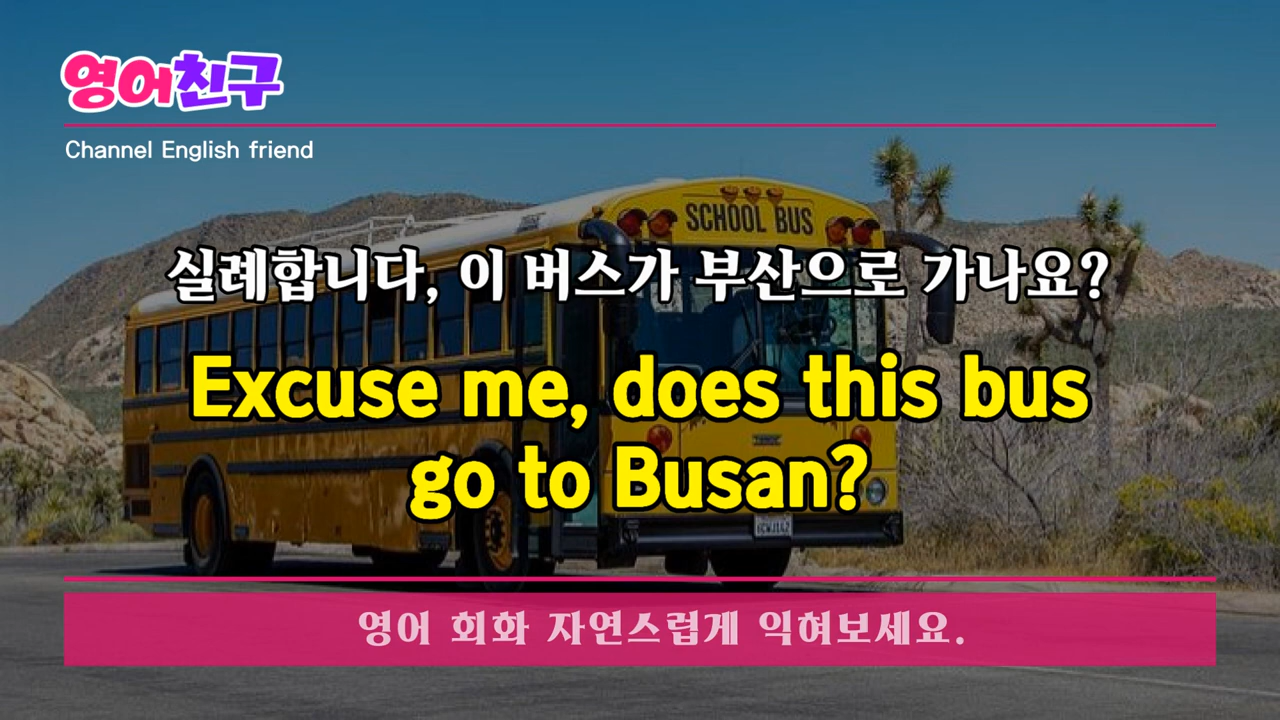 영어친구
Channel English friend
SCHOOL BUS
실례합니다, 이 버스가 부산으로 가나요?
Excuse me, does this bus
go to Busan?
영어 회화 자연스럽게 익혀보세요.